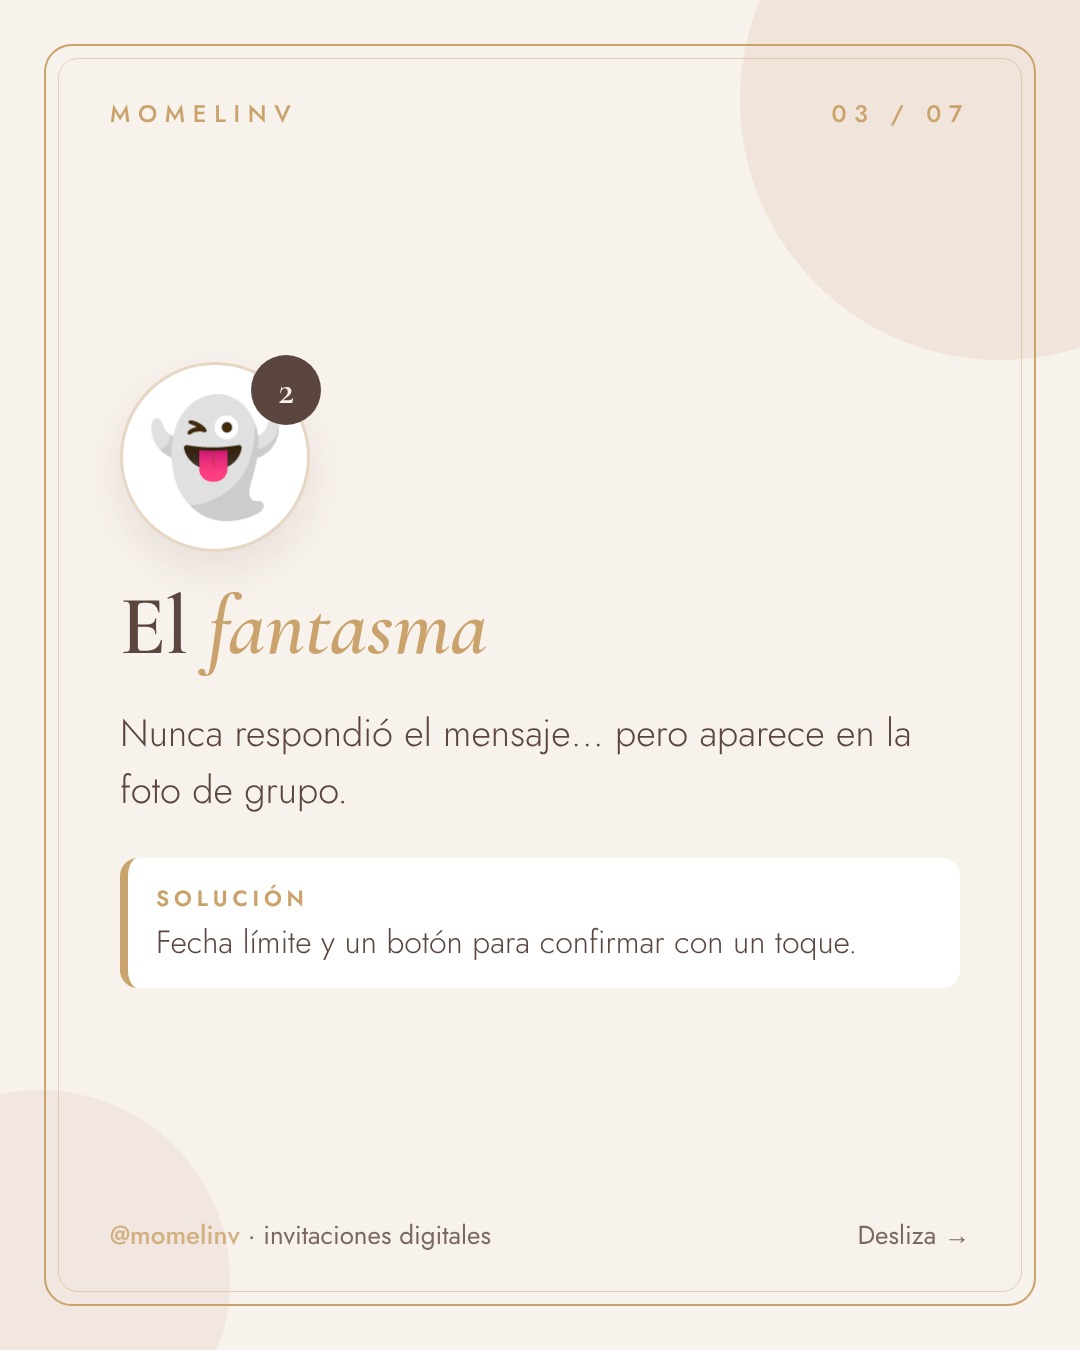 MOMELINV
03 / 07
2
El fantasma
Nunca respondió el mensaje... pero aparece en la
foto de grupo.
SOLUCIÓN
Fecha límite y un botón para confirmar con un toque.
@momelinv · invitaciones digitales
Desliza →